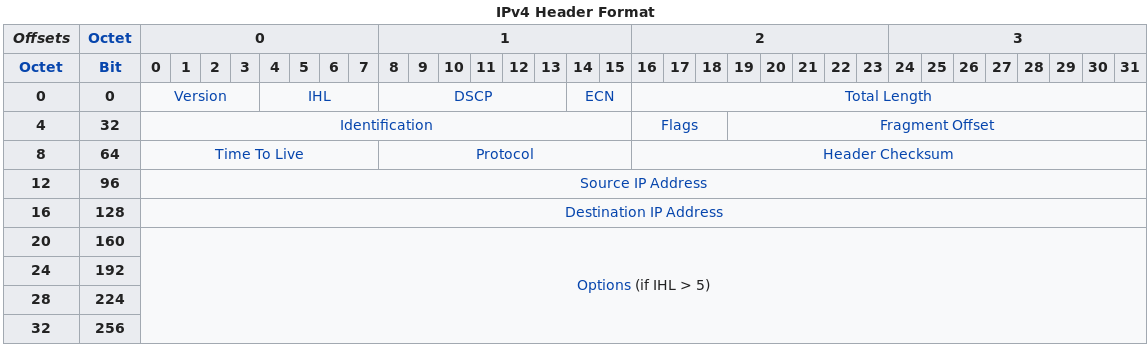 IPv4 Header Format
Offsets Octet 0 1 2 3
Octet Bit 0 1 2 3 4 5 6 7 8 9 10 11 12 13 14 15 16 17 18 19 20 21 22 23 24 25 26 27 28 29 30 31
0 0 Version IHL DSCP ECN Total Length
4 32 Identification Flags Fragment Offset
8 64 Time To Live Protocol Header Checksum
12 96 Source IP Address
16 128 Destination IP Address
20 160
24 192
Options (if IHL > 5)
28 224
32 256